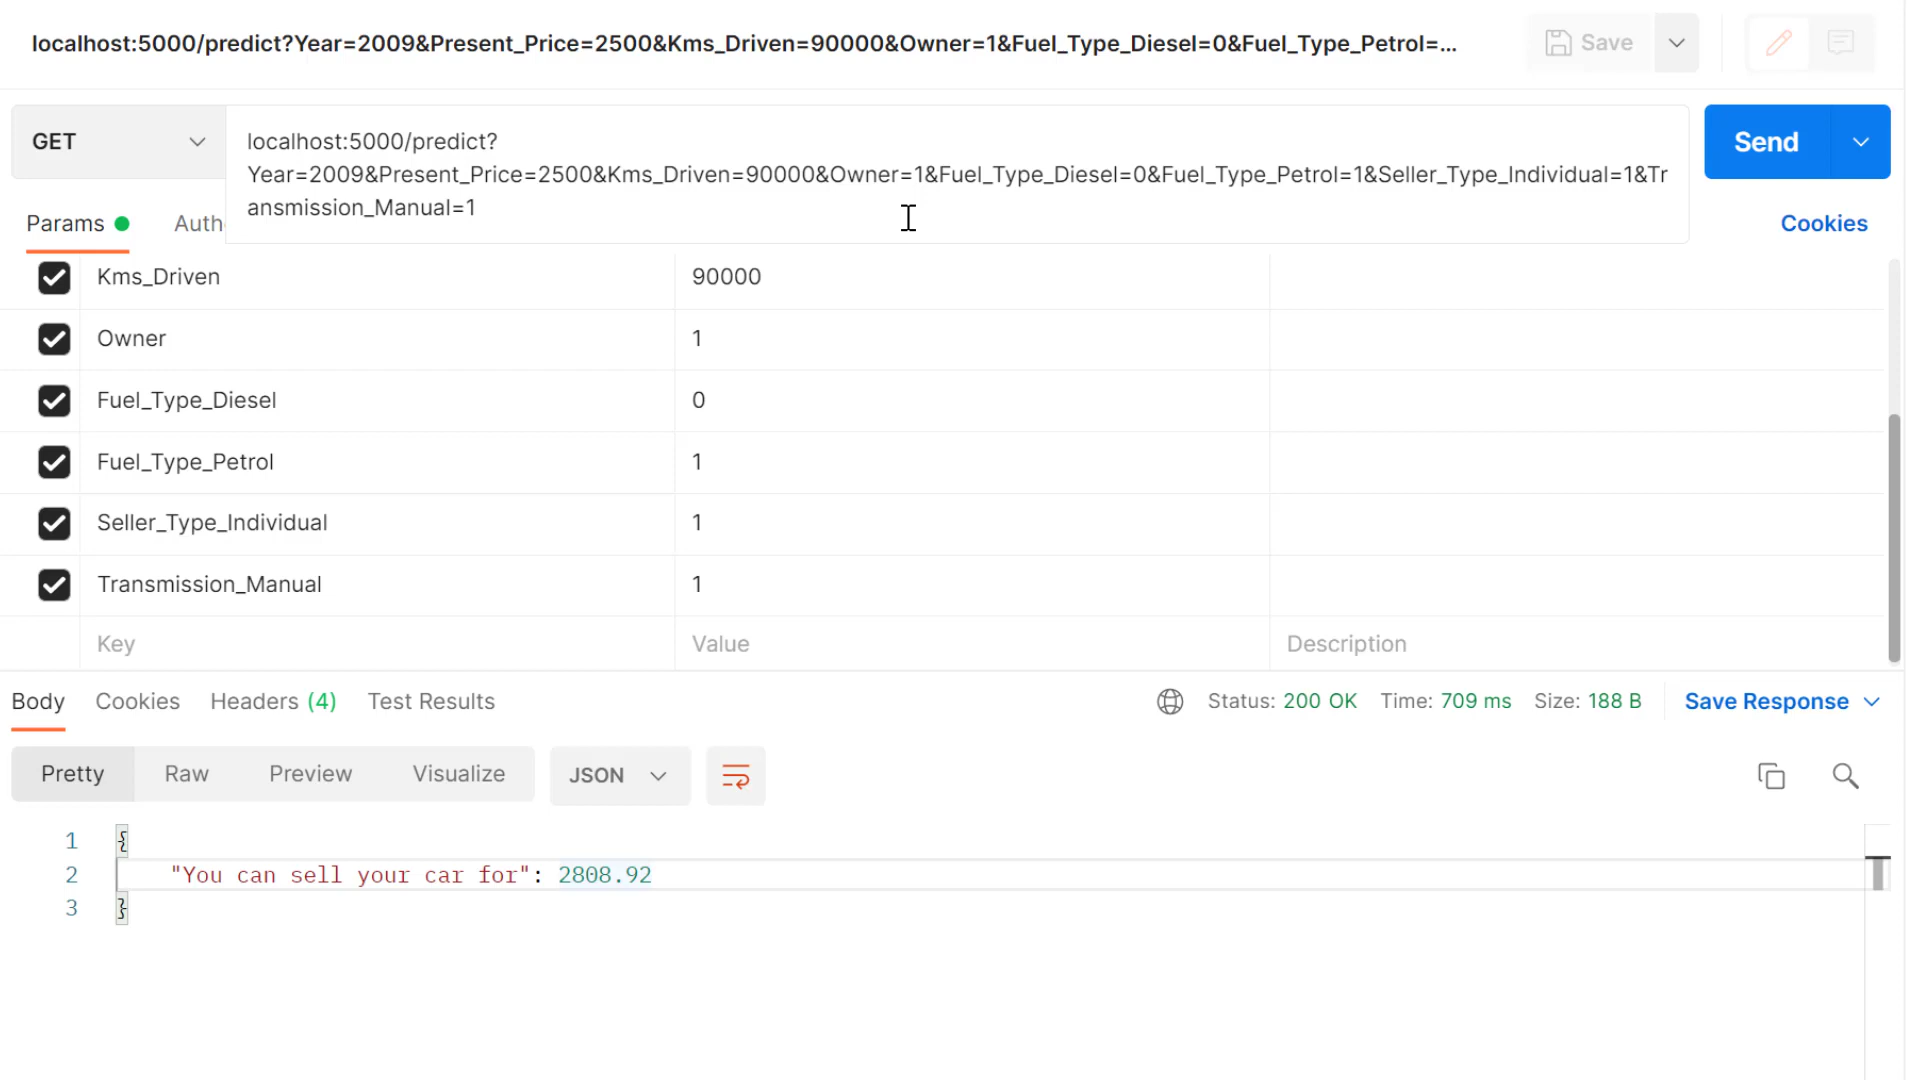 localhost:5000/predict?Year=2009&Present_Price=2500&Kms_Driven=90000&Owner=1&Fuel_Type_Diesel=0&Fuel_Type_Petrol=...
Save
GET
localhost:5000/predict?
Year=2009&Present_Price=2500&Kms_Driven=90000&Owner=1&Fuel_Type_Diesel=0&Fuel_Type_Petrol=1&Seller_Type_Individual=1&Tr
ansmission_Manual=1
Send
Params
Auth
Cookies
Kms_Driven 90000
Owner 1
Fuel_Type_Diesel 0
Fuel_Type_Petrol 1
Seller_Type_Individual 1
Transmission_Manual 1
Key Value Description
Body Cookies Headers (4) Test Results
Status: 200 OK Time: 709 ms Size: 188 B Save Response
Pretty Raw Preview Visualize JSON
1 {
2 "You can sell your car for": 2808.92
3 }